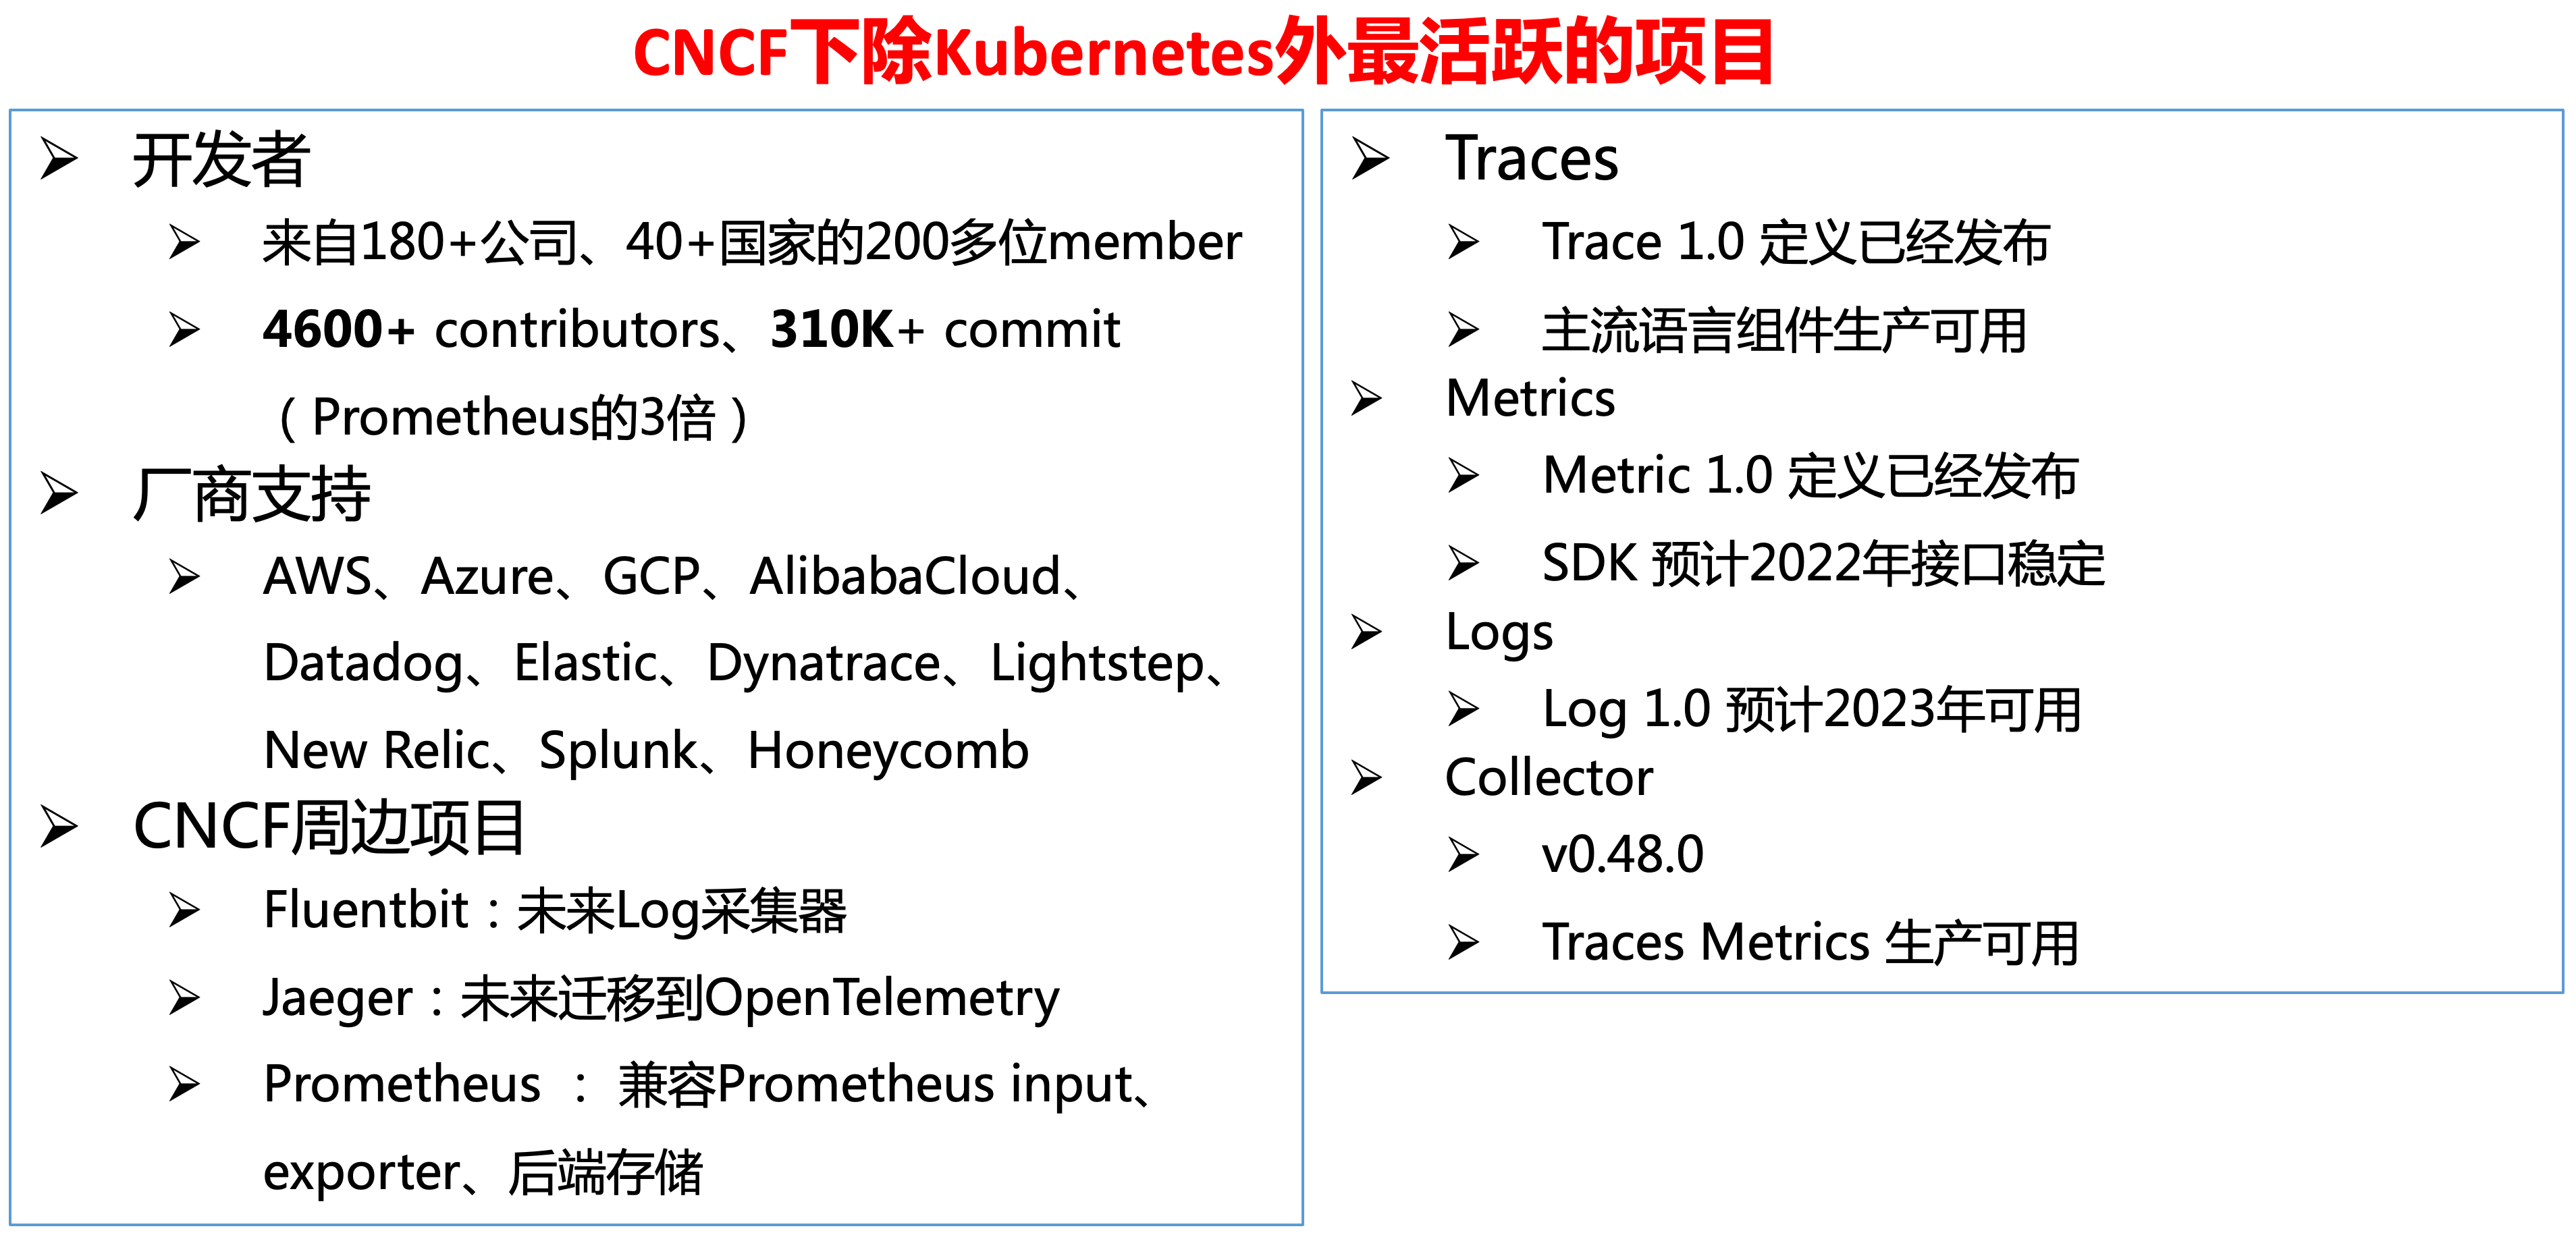 CNCF下除Kubernetes外最活跃的项目
开发者
来自180+公司、40+国家的200多位member
4600+ contributors、310K+ commit
（Prometheus的3倍）
厂商支持
AWS、Azure、GCP、AlibabaCloud、
Datadog、Elastic、Dynatrace、Lightstep、
New Relic、Splunk、Honeycomb
CNCF周边项目
Fluentbit：未来Log采集器
Jaeger：未来迁移到OpenTelemetry
Prometheus ： 兼容Prometheus input、
exporter、后端存储
Traces
Trace 1.0 定义已经发布
主流语言组件生产可用
Metrics
Metric 1.0 定义已经发布
SDK 预计2022年接口稳定
Logs
Log 1.0 预计2023年可用
Collector
v0.48.0
Traces Metrics 生产可用